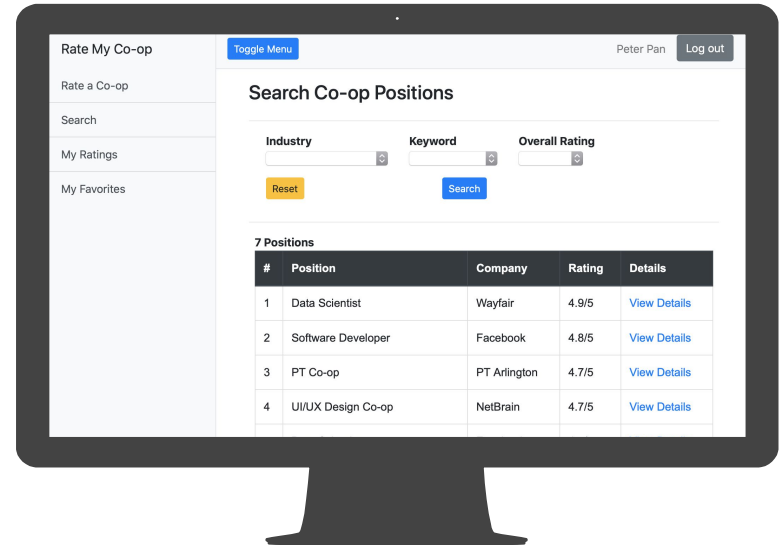 Rate My Co-op
Toggle Menu
Peter Pan
Log out
Rate a Co-op
Search
My Ratings
My Favorites
Search Co-op Positions
Industry Keyword Overall Rating
Reset Search
7 Positions
# Position Company Rating Details
1 Data Scientist Wayfair 4.9/5 View Details
2 Software Developer Facebook 4.8/5 View Details
3 PT Co-op PT Arlington 4.7/5 View Details
4 UI/UX Design Co-op NetBrain 4.7/5 View Details